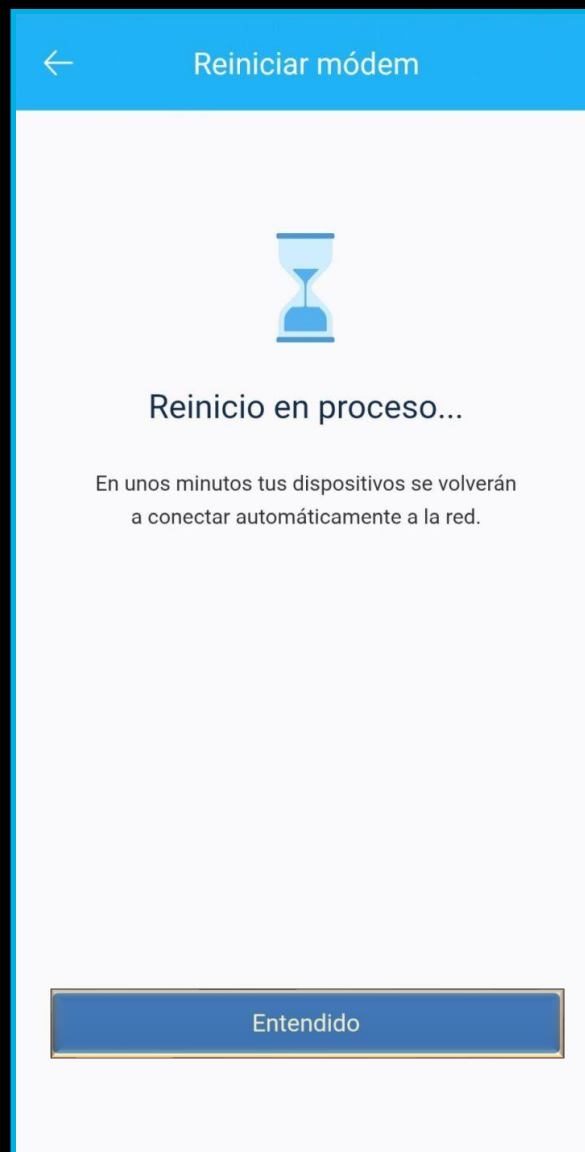 Reiniciar módem
Reinicio en proceso...
En unos minutos tus dispositivos se volverán
a conectar automáticamente a la red.
Entendido